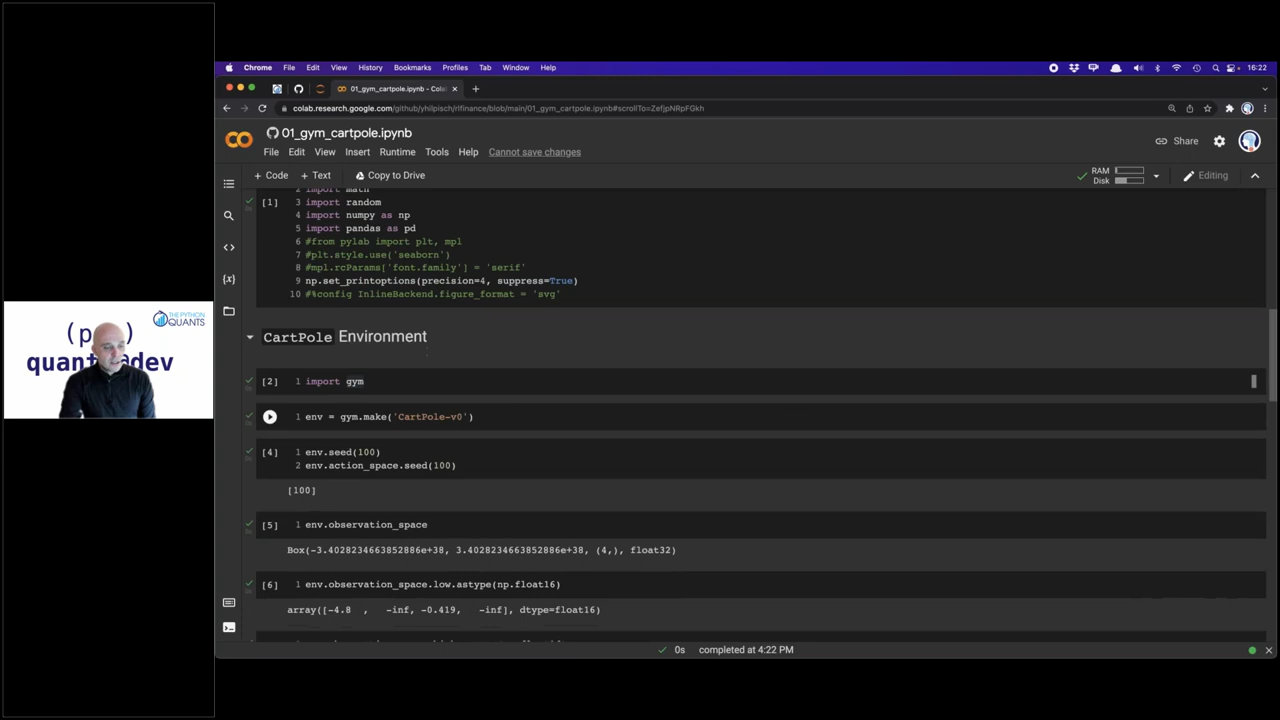 Chrome File Edit View History Bookmarks Profiles Tab Window Help 16:22
01_gym_cartpole.ipynb - Colab
colab.research.google.com/github/yhilpisch/rlfinance/blob/main/01_gym_cartpole.ipynb#scrollTo=ZefjpNRpFGkh
01_gym_cartpole.ipynb
Share
File Edit View Insert Runtime Tools Help Cannot save changes
+ Code + Text Copy to Drive
RAM
Disk
Editing
2 import math
[1] 3 import random
4 import numpy as np
5 import pandas as pd
6 #from pylab import plt, mpl
7 #plt.style.use('seaborn')
8 #mpl.rcParams['font.family'] = 'serif'
9 np.set_printoptions(precision=4, suppress=True)
10 #%config InlineBackend.figure_format = 'svg'
CartPole Environment
[2] 1 import gym
1 env = gym.make('CartPole-v0')
[4] 1 env.seed(100)
2 env.action_space.seed(100)
[100]
[5] 1 env.observation_space
Box(-3.4028234663852886e+38, 3.4028234663852886e+38, (4,), float32)
[6] 1 env.observation_space.low.astype(np.float16)
array([-4.8  ,   -inf, -0.419,   -inf], dtype=float16)
0s completed at 4:22 PM
THE PYTHON
QUANTS